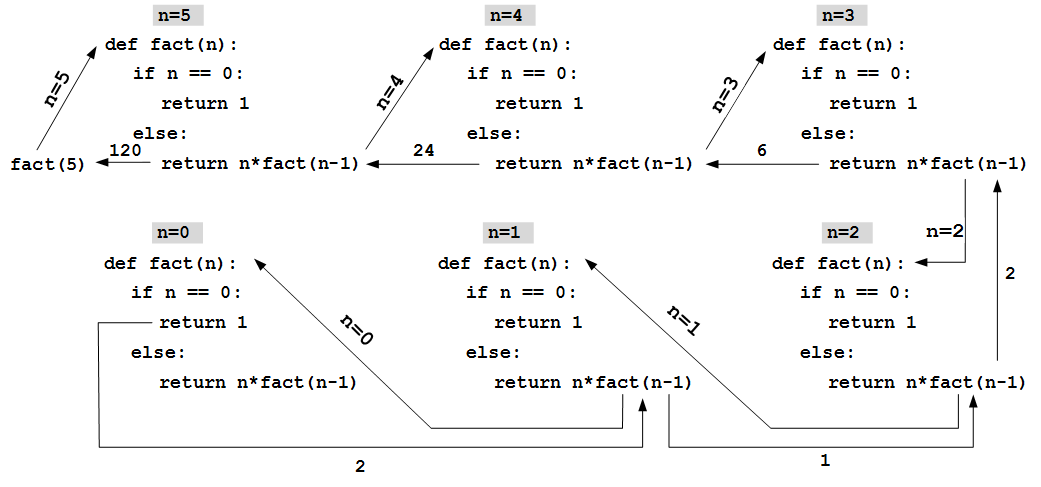 n=5
def fact(n):
if n == 0:
return 1
else:
return n*fact(n-1)
n=5
fact(5)
120
n=4
def fact(n):
if n == 0:
return 1
else:
return n*fact(n-1)
n=4
24
n=3
def fact(n):
if n == 0:
return 1
else:
return n*fact(n-1)
n=3
6
n=0
def fact(n):
if n == 0:
return 1
else:
return n*fact(n-1)
n=0
2
n=1
def fact(n):
if n == 0:
return 1
else:
return n*fact(n-1)
n=1
1
n=2
def fact(n):
if n == 0:
return 1
else:
return n*fact(n-1)
n=2
2